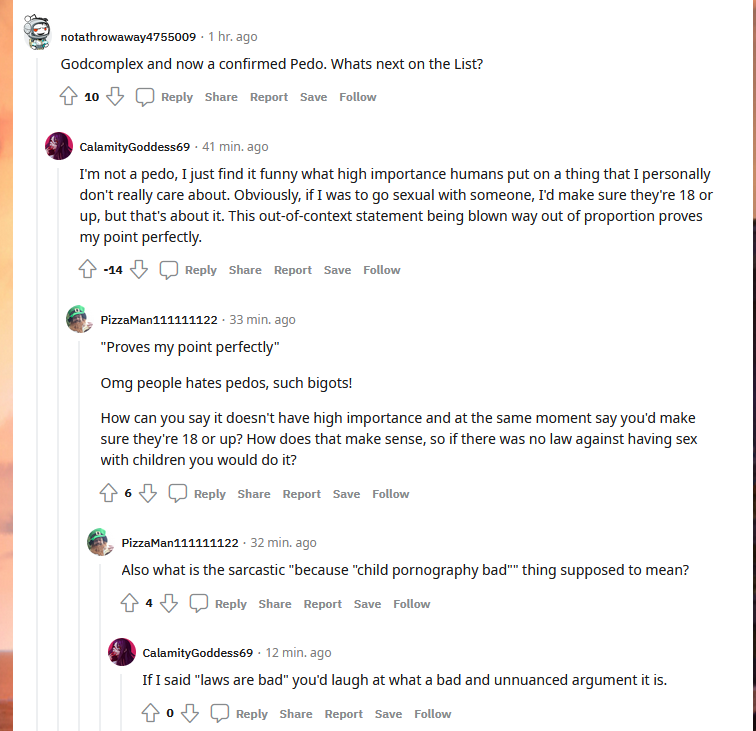 notathrowaway4755009 · 1 hr. ago
Godcomplex and now a confirmed Pedo. Whats next on the List?
10 Reply Share Report Save Follow
CalamityGoddess69 · 41 min. ago
I'm not a pedo, I just find it funny what high importance humans put on a thing that I personally
don't really care about. Obviously, if I was to go sexual with someone, I'd make sure they're 18 or
up, but that's about it. This out-of-context statement being blown way out of proportion proves
my point perfectly.
-14 Reply Share Report Save Follow
PizzaMan111111122 · 33 min. ago
"Proves my point perfectly"
Omg people hates pedos, such bigots!
How can you say it doesn't have high importance and at the same moment say you'd make
sure they're 18 or up? How does that make sense, so if there was no law against having sex
with children you would do it?
6 Reply Share Report Save Follow
PizzaMan111111122 · 32 min. ago
Also what is the sarcastic "because "child pornography bad"" thing supposed to mean?
4 Reply Share Report Save Follow
CalamityGoddess69 · 12 min. ago
If I said "laws are bad" you'd laugh at what a bad and unnuanced argument it is.
0 Reply Share Report Save Follow